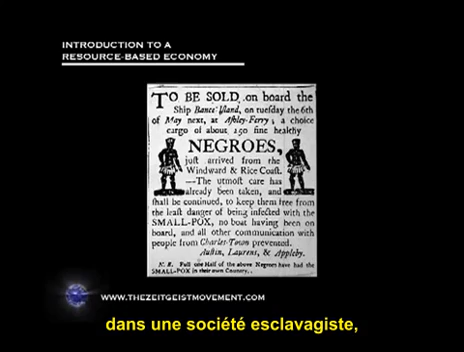 INTRODUCTION TO A
RESOURCE-BASED ECONOMY
TO BE SOLD on board the
Ship Bance-Island, on tuesday the 6th
of May next, at Ashley-Ferry; a choice
cargo of about 250 fine healthy
NEGROES,
just arrived from the
Windward & Rice Coast.
—The utmost care has
already been taken, and
shall be continued, to keep them free from
the least danger of being infected with the
SMALL-POX, no boat having been on
board, and all other communication with
people from Charles-Town prevented.
Austin, Laurens, & Appleby.
N. B. Full one Half of the above Negroes have had the
SMALL-POX in their own Country.
WWW.THEZEITGEISTMOVEMENT.COM
dans une société esclavagiste,